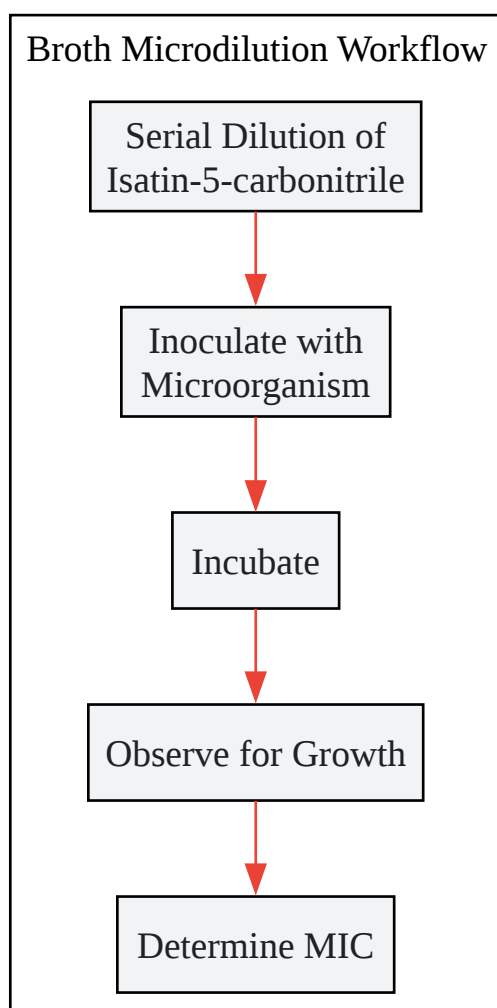 Broth Microdilution Workflow
Serial Dilution of
Isatin-5-carbonitrile
Inoculate with
Microorganism
Incubate
Observe for Growth
Determine MIC